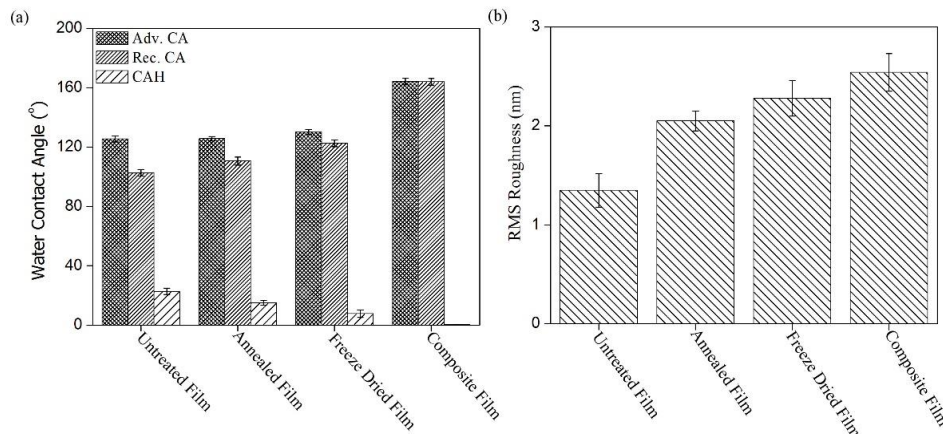 (a)
200
160
120
80
40
0
Water Contact Angle (°)
Adv. CA
Rec. CA
CAH
Untreated Film
Annealed Film
Freeze Dried Film
Composite Film
(b)
3
2
1
0
RMS Roughness (nm)
Untreated Film
Annealed Film
Freeze Dried Film
Composite Film